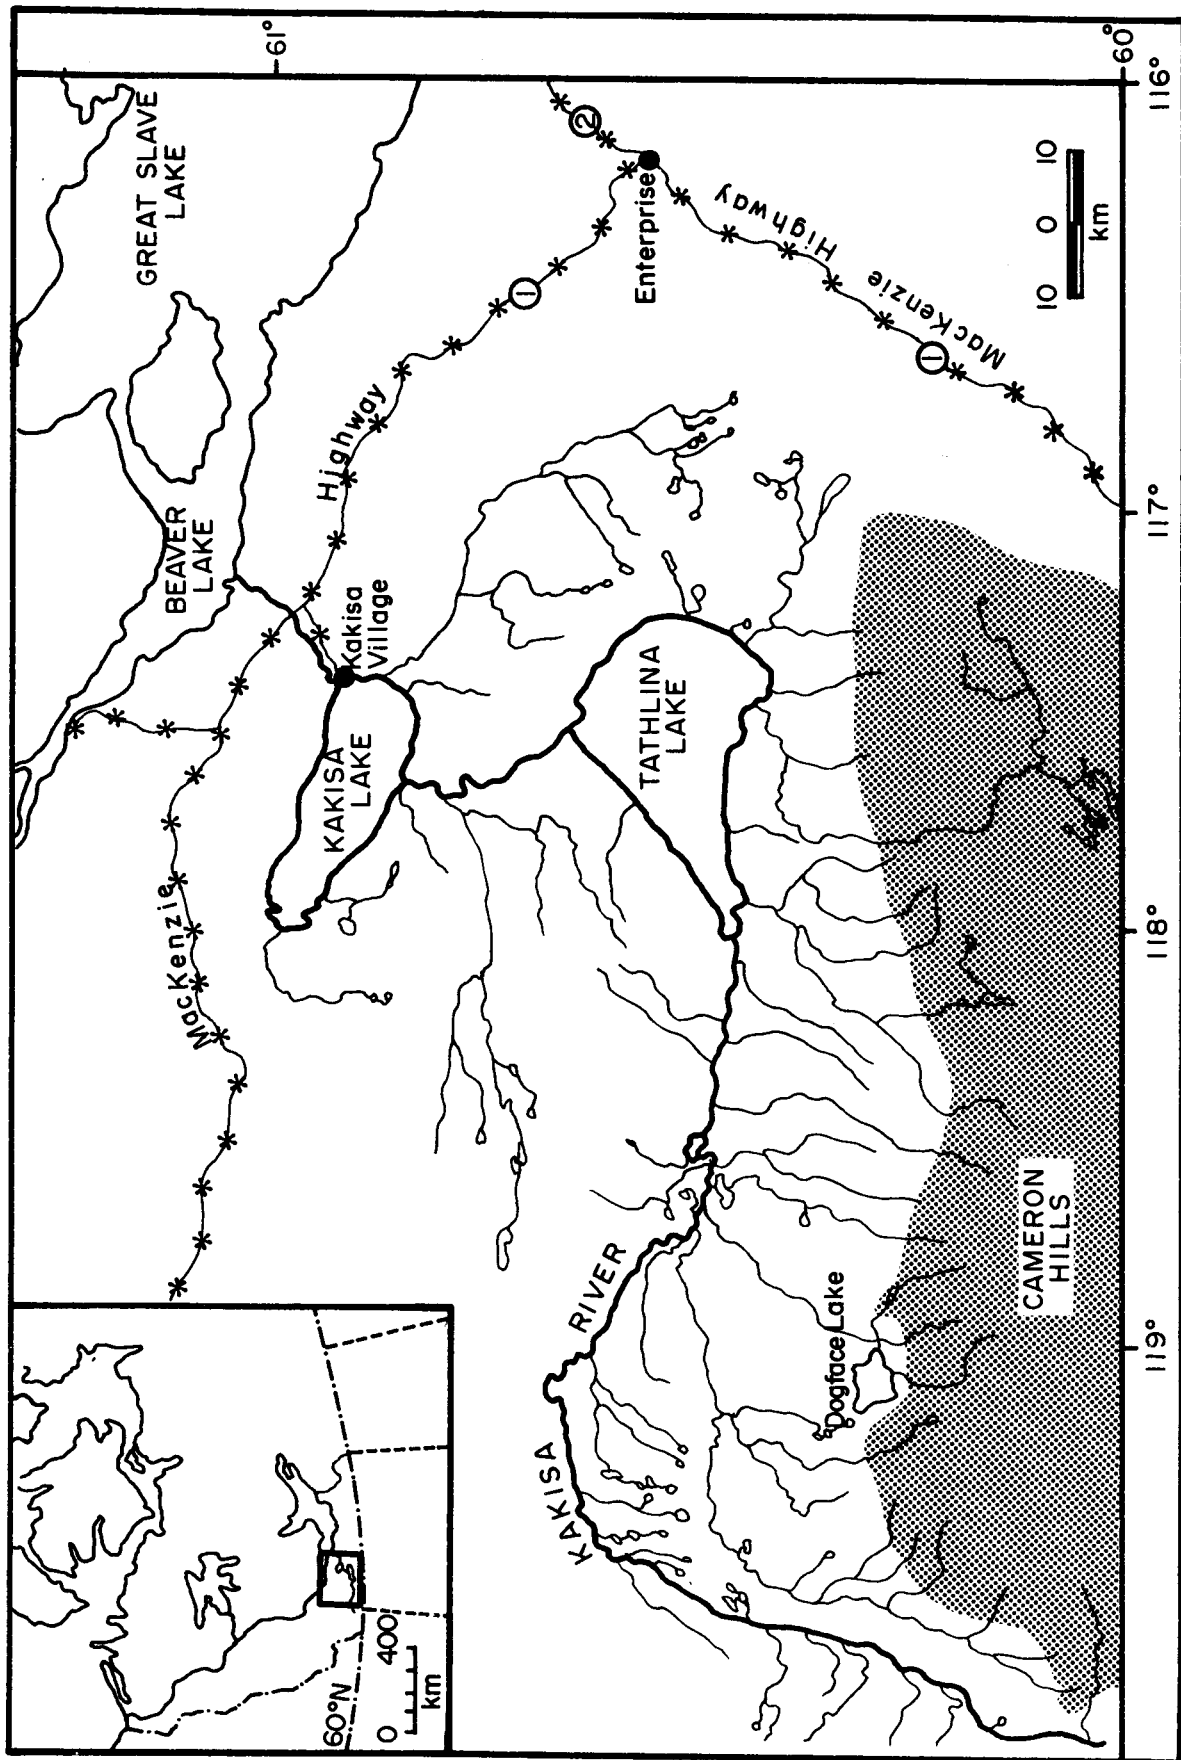 GREAT SLAVE
LAKE
BEAVER
LAKE
61°
60°
116°
117°
118°
119°
MacKenzie
Highway
1
2
Enterprise
MacKenzie
Highway
1
Kakisa
Village
KAKISA
LAKE
TATHLINA
LAKE
KAKISA
RIVER
Dogface Lake
CAMERON
HILLS
10 0 10
km
60°N
0 400
km